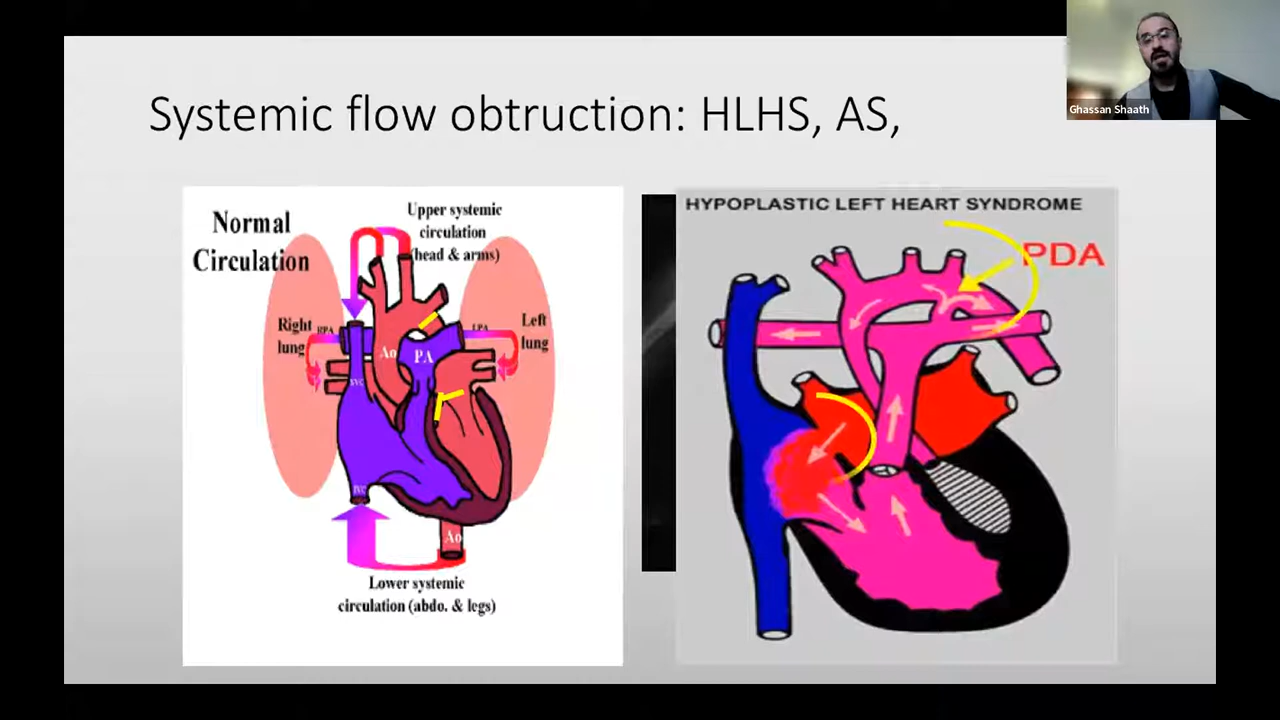 Ghassan Shaath
Systemic flow obtruction: HLHS, AS,
Normal
Circulation
Upper systemic
circulation
(head & arms)
Right
lung
RPA
LPA
Left
lung
Ao
PA
SVC
IVC
Ao
Lower systemic
circulation (abdo. & legs)
HYPOPLASTIC LEFT HEART SYNDROME
PDA